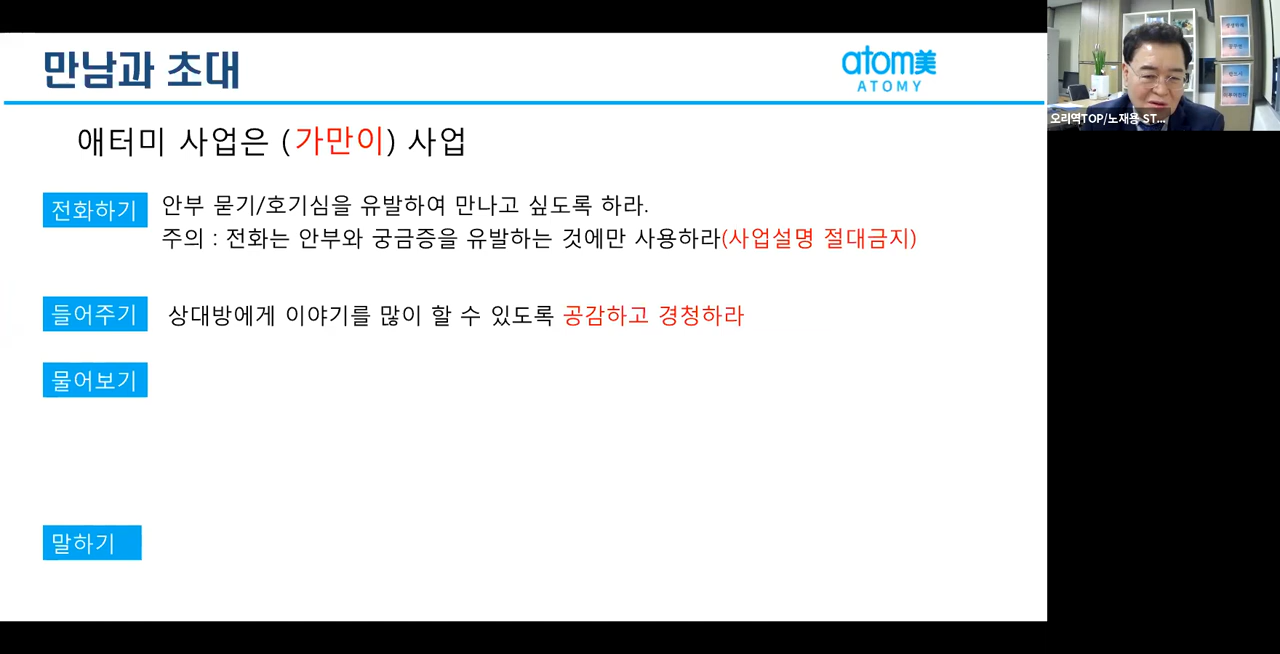 만남과 초대
atom美
ATOMY
애터미 사업은 (가만이) 사업
전화하기
안부 묻기/호기심을 유발하여 만나고 싶도록 하라.
주의 : 전화는 안부와 궁금증을 유발하는 것에만 사용하라(사업설명 절대금지)
들어주기
상대방에게 이야기를 많이 할 수 있도록 공감하고 경청하라
물어보기
말하기
오리역TOP/노재용 ST...